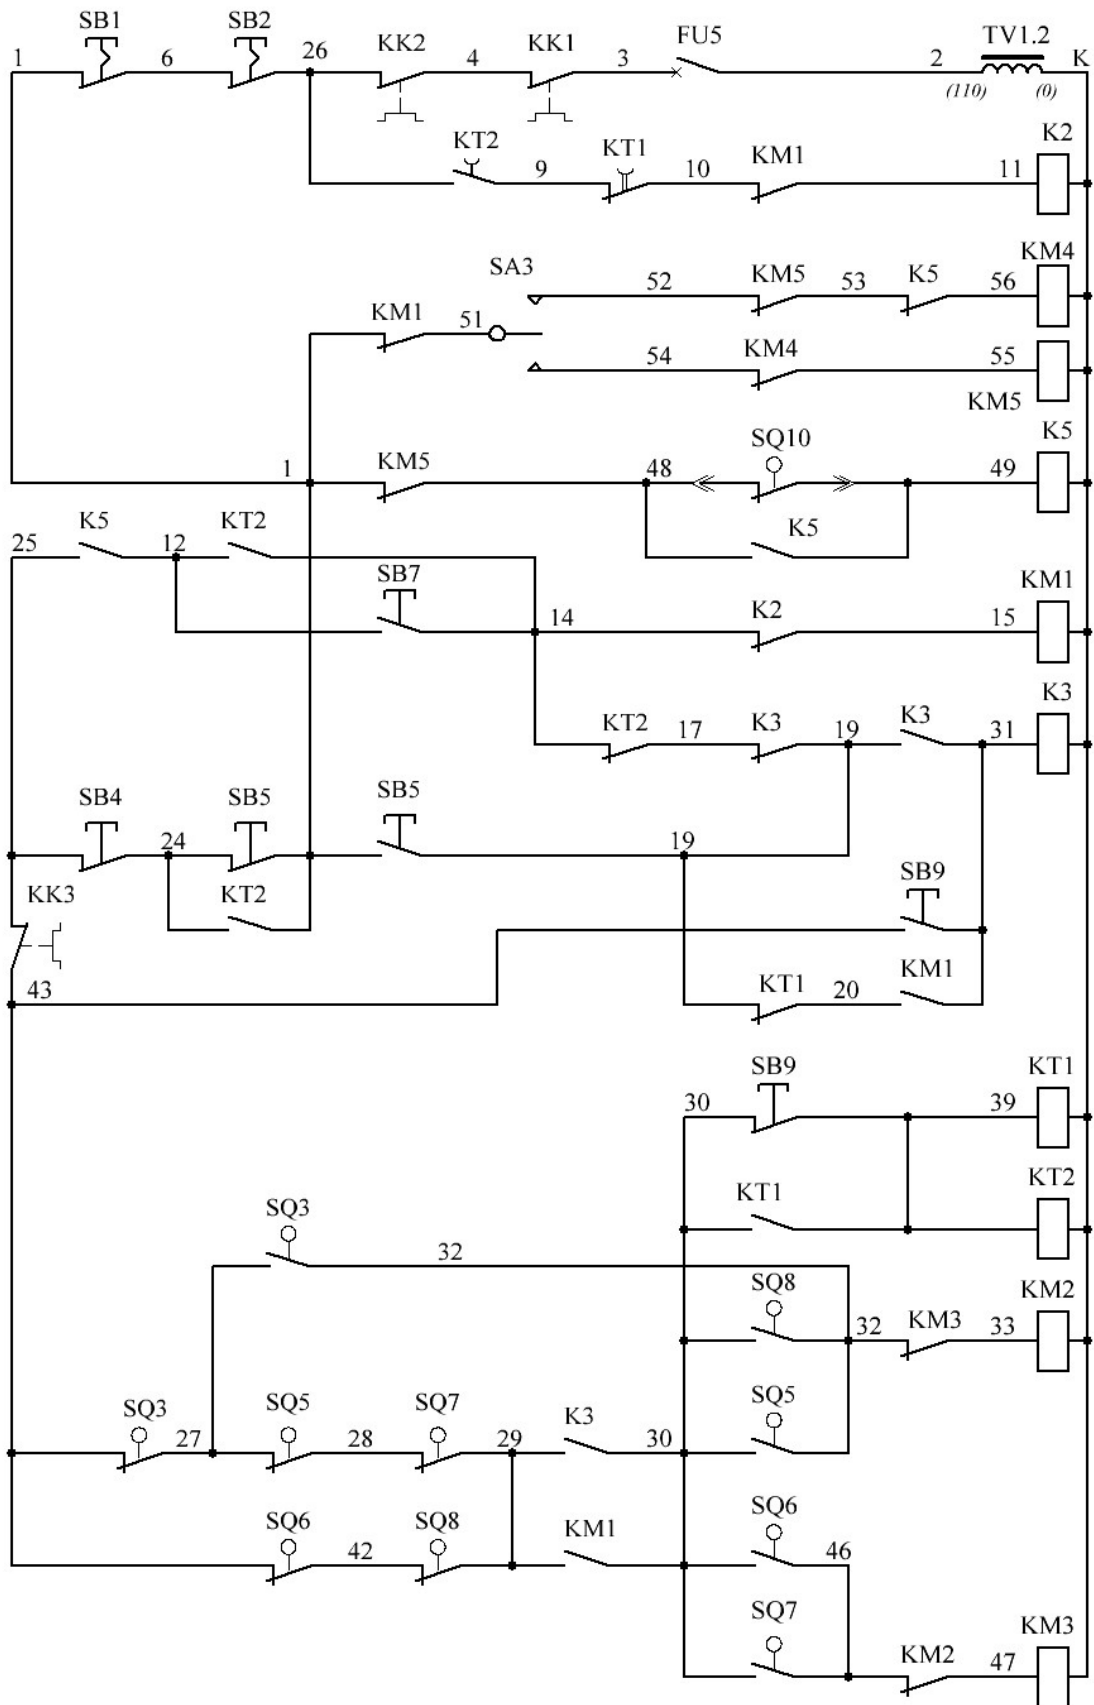 SB1 SB2
1 6 26 KK2 4 KK1 3 FU5 2 TV1.2 K
(110) (0)
KT2 9 KT1 10 KM1 11 K2
SA3 52 KM5 53 K5 56 KM4
KM1 51
54 KM4 55
KM5
SQ10 K5
1 KM5 48 49
25 K5 12 KT2 K5
SB7 KM1
14 K2 15
K3
KT2 17 K3 19 K3 31
SB4 SB5 SB5
24 19
KK3 KT2 SB9
43 KT1 20 KM1
SB9 KT1
30 39
KT1 KT2
SQ3
32
SQ8 KM2
32 KM3 33
SQ3 SQ5 SQ7 SQ5
27 28 29 K3 30
SQ6 SQ8 KM1 SQ6
42 46
SQ7 KM3
KM2 47